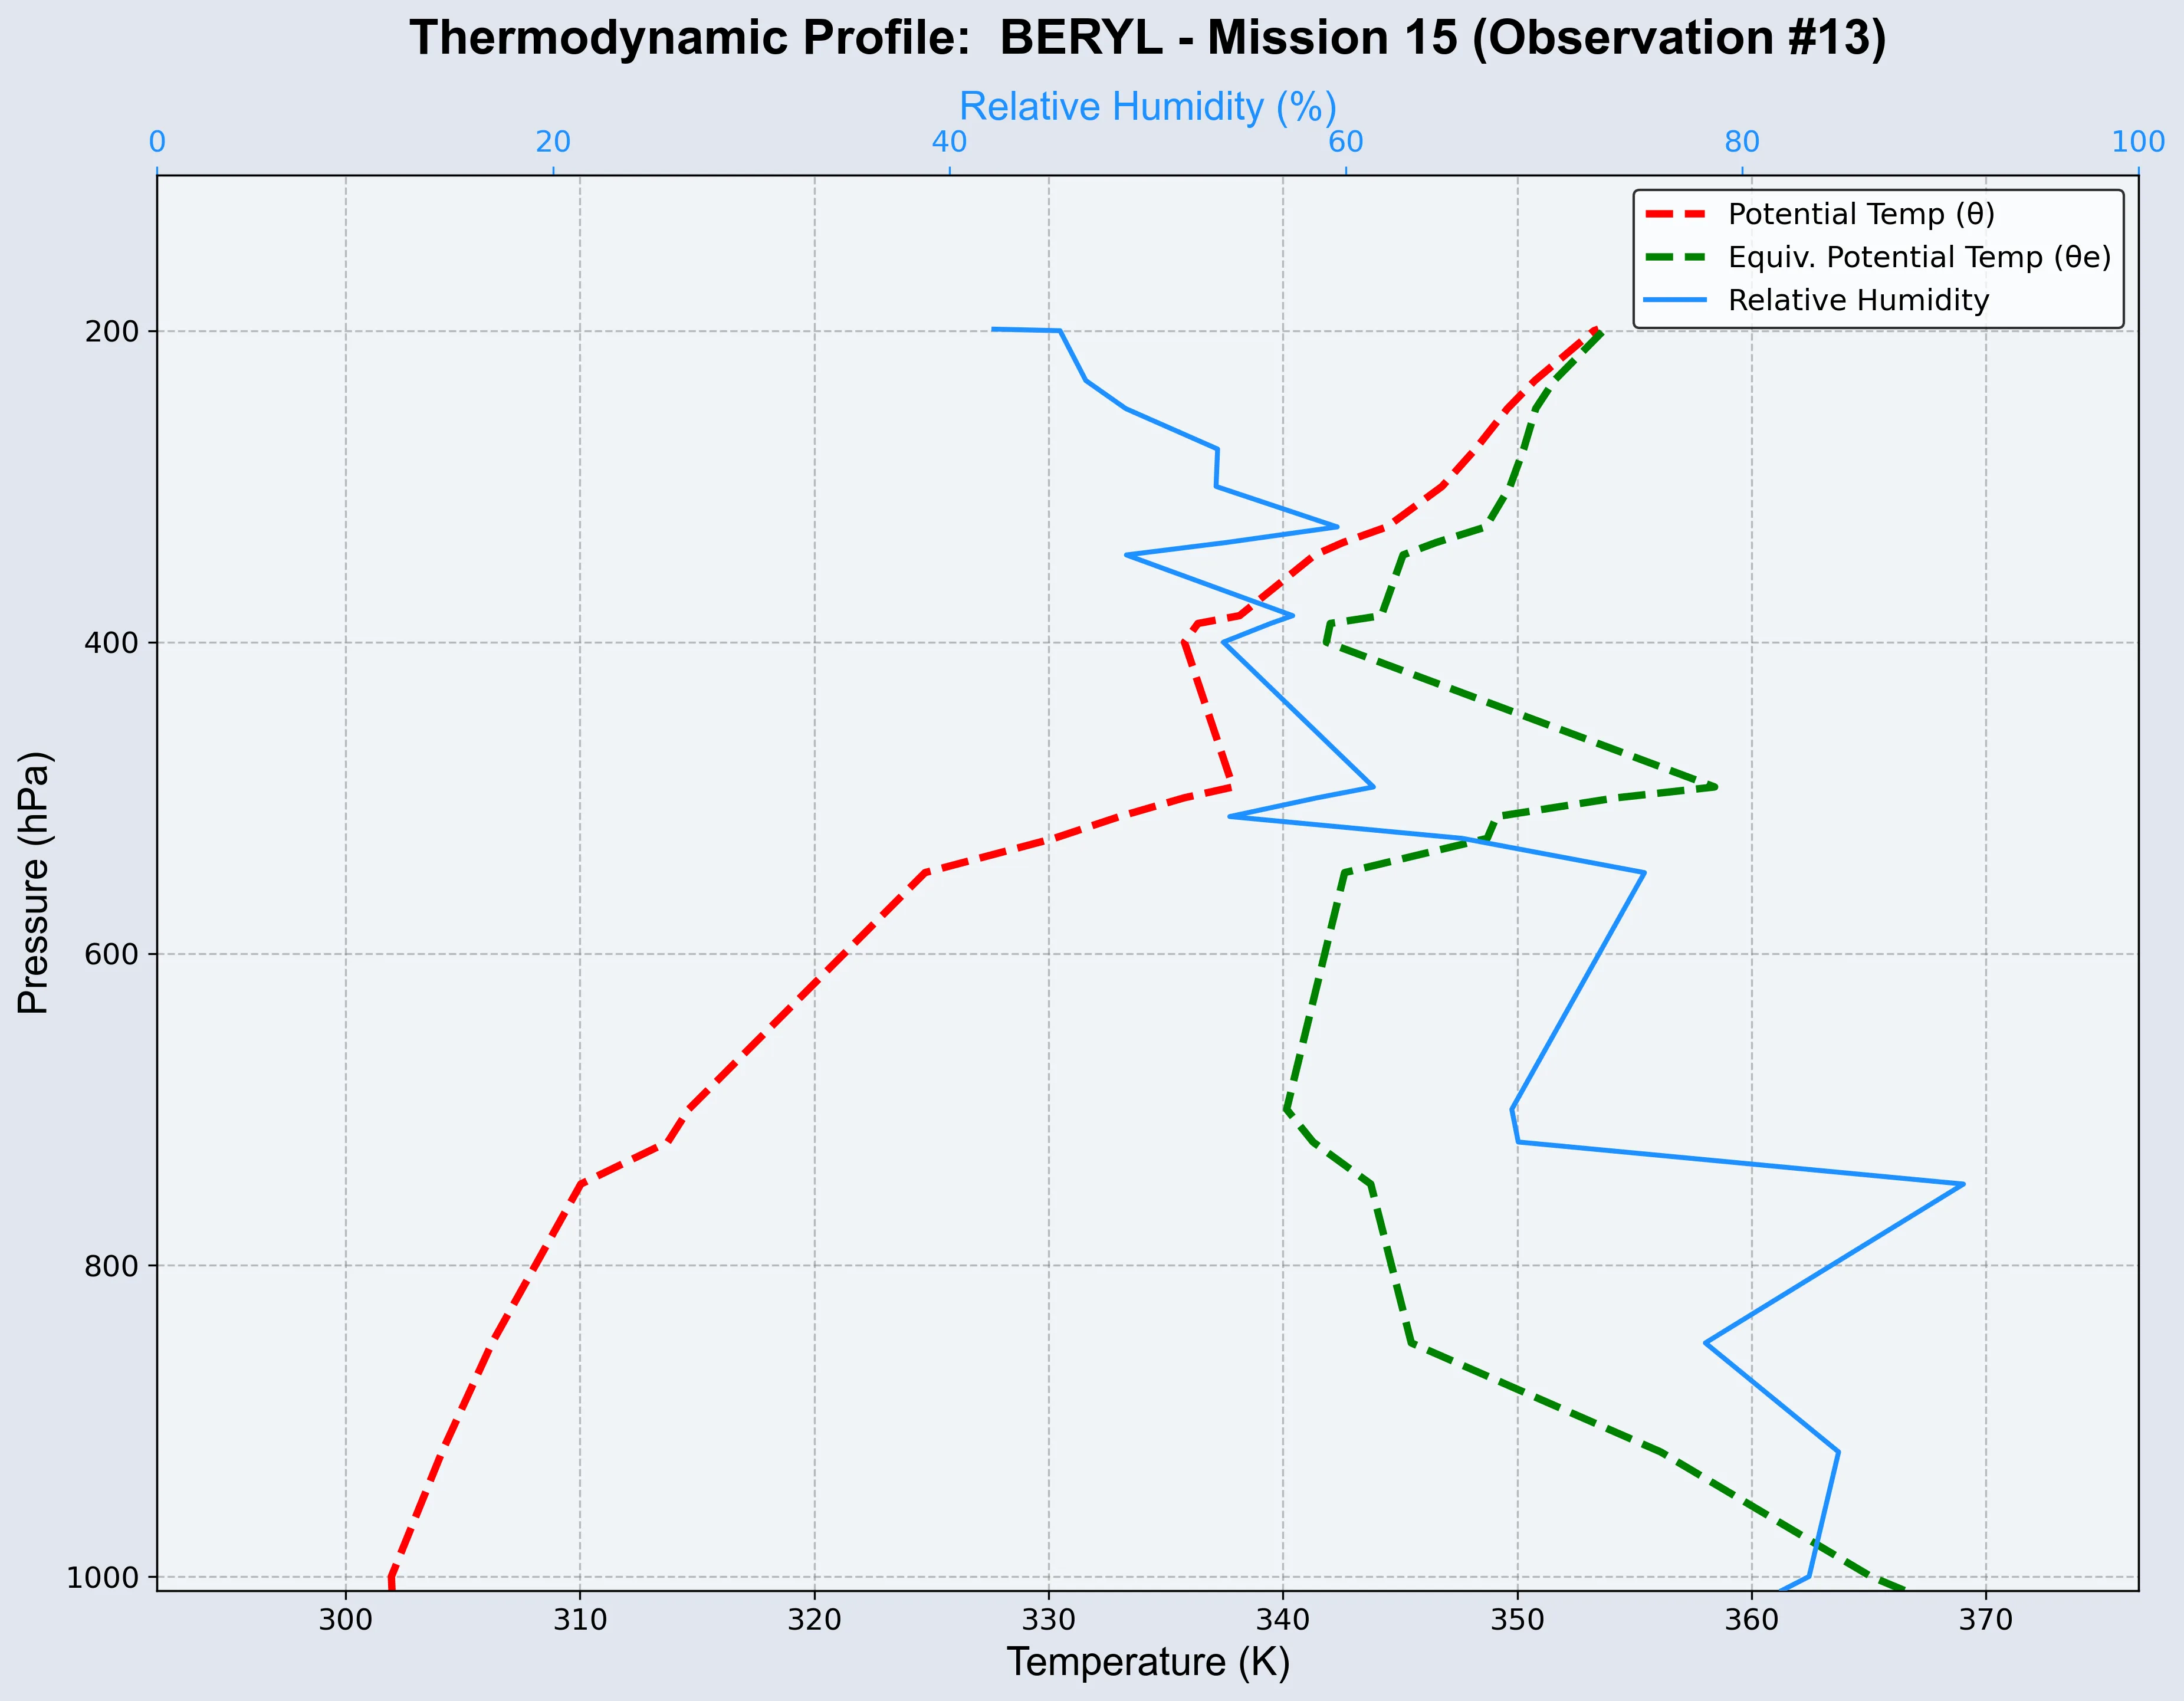 Thermodynamic Profile:  BERYL - Mission 15 (Observation #13)
Relative Humidity (%)
0 20 40 60 80 100
Potential Temp (θ)
Equiv. Potential Temp (θe)
Relative Humidity
200
400
600
800
1000
Pressure (hPa)
300 310 320 330 340 350 360 370
Temperature (K)